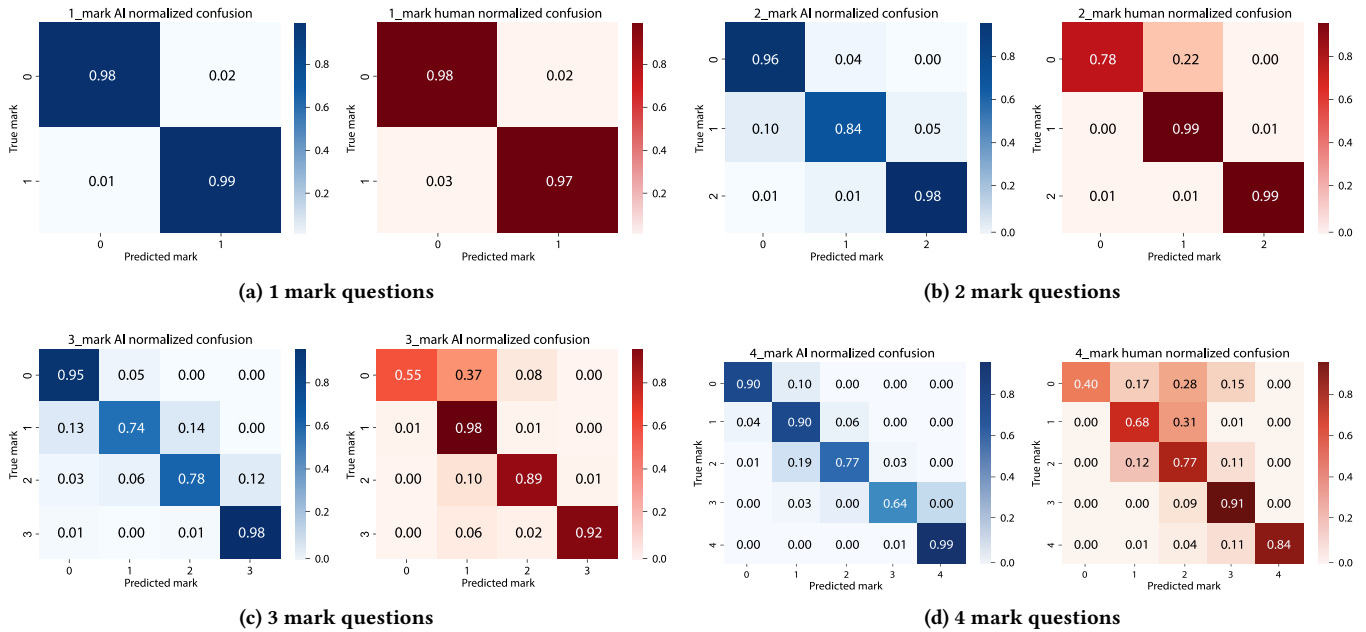 1_mark AI normalized confusion
0.98 0.02
0.01 0.99
0
1
True mark
0 1
Predicted mark
0.8
0.6
0.4
0.2
1_mark human normalized confusion
0.98 0.02
0.03 0.97
0
1
True mark
0 1
Predicted mark
0.8
0.6
0.4
0.2
(a) 1 mark questions
2_mark AI normalized confusion
0.96 0.04 0.00
0.10 0.84 0.05
0.01 0.01 0.98
0
1
2
True mark
0 1 2
Predicted mark
0.8
0.6
0.4
0.2
0.0
2_mark human normalized confusion
0.78 0.22 0.00
0.00 0.99 0.01
0.01 0.01 0.99
0
1
2
True mark
0 1 2
Predicted mark
0.8
0.6
0.4
0.2
0.0
(b) 2 mark questions
3_mark AI normalized confusion
0.95 0.05 0.00 0.00
0.13 0.74 0.14 0.00
0.03 0.06 0.78 0.12
0.01 0.00 0.01 0.98
0
1
2
3
True mark
0 1 2 3
Predicted mark
0.8
0.6
0.4
0.2
0.0
3_mark AI normalized confusion
0.55 0.37 0.08 0.00
0.01 0.98 0.01 0.00
0.00 0.10 0.89 0.01
0.00 0.06 0.02 0.92
0
1
2
3
True mark
0 1 2 3
Predicted mark
0.8
0.6
0.4
0.2
0.0
(c) 3 mark questions
4_mark AI normalized confusion
0.90 0.10 0.00 0.00 0.00
0.04 0.90 0.06 0.00 0.00
0.01 0.19 0.77 0.03 0.00
0.00 0.03 0.00 0.64 0.00
0.00 0.00 0.00 0.01 0.99
0
1
2
3
4
True mark
0 1 2 3 4
Predicted mark
0.8
0.6
0.4
0.2
0.0
4_mark human normalized confusion
0.40 0.17 0.28 0.15 0.00
0.00 0.68 0.31 0.01 0.00
0.00 0.12 0.77 0.11 0.00
0.00 0.00 0.09 0.91 0.00
0.00 0.01 0.04 0.11 0.84
0
1
2
3
4
True mark
0 1 2 3 4
Predicted mark
0.8
0.6
0.4
0.2
0.0
(d) 4 mark questions